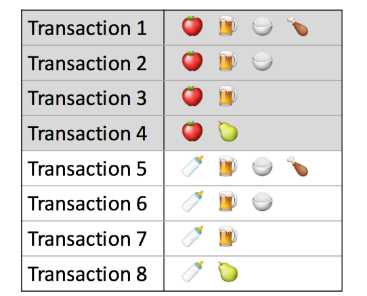 Transaction 1
Transaction 2
Transaction 3
Transaction 4
Transaction 5
Transaction 6
Transaction 7
Transaction 8